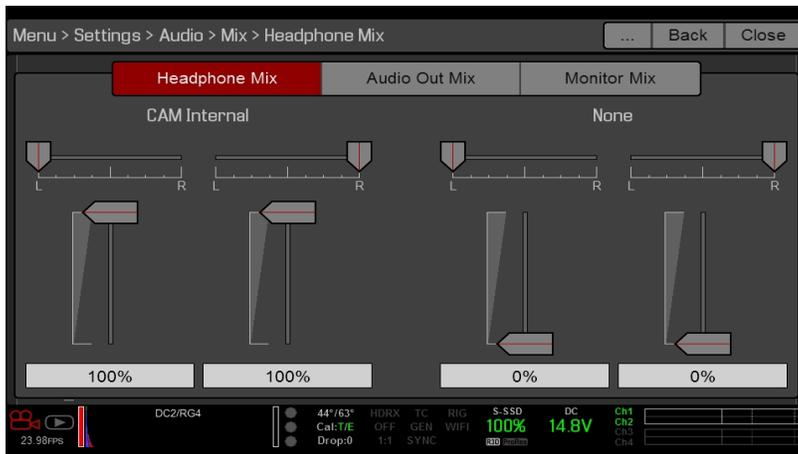 Menu > Settings > Audio > Mix > Headphone Mix ... Back Close
Headphone Mix Audio Out Mix Monitor Mix
CAM Internal None
L R L R L R L R
100% 100% 0% 0%
DC2/RG4 44°/63° HDRX TC RIG S-SSD DC Ch1
Cal:T/E OFF GEN WIFI 100% 14.8V Ch2
23.98FPS Drop:0 1:1 SYNC R3D ProRes Ch3
Ch4